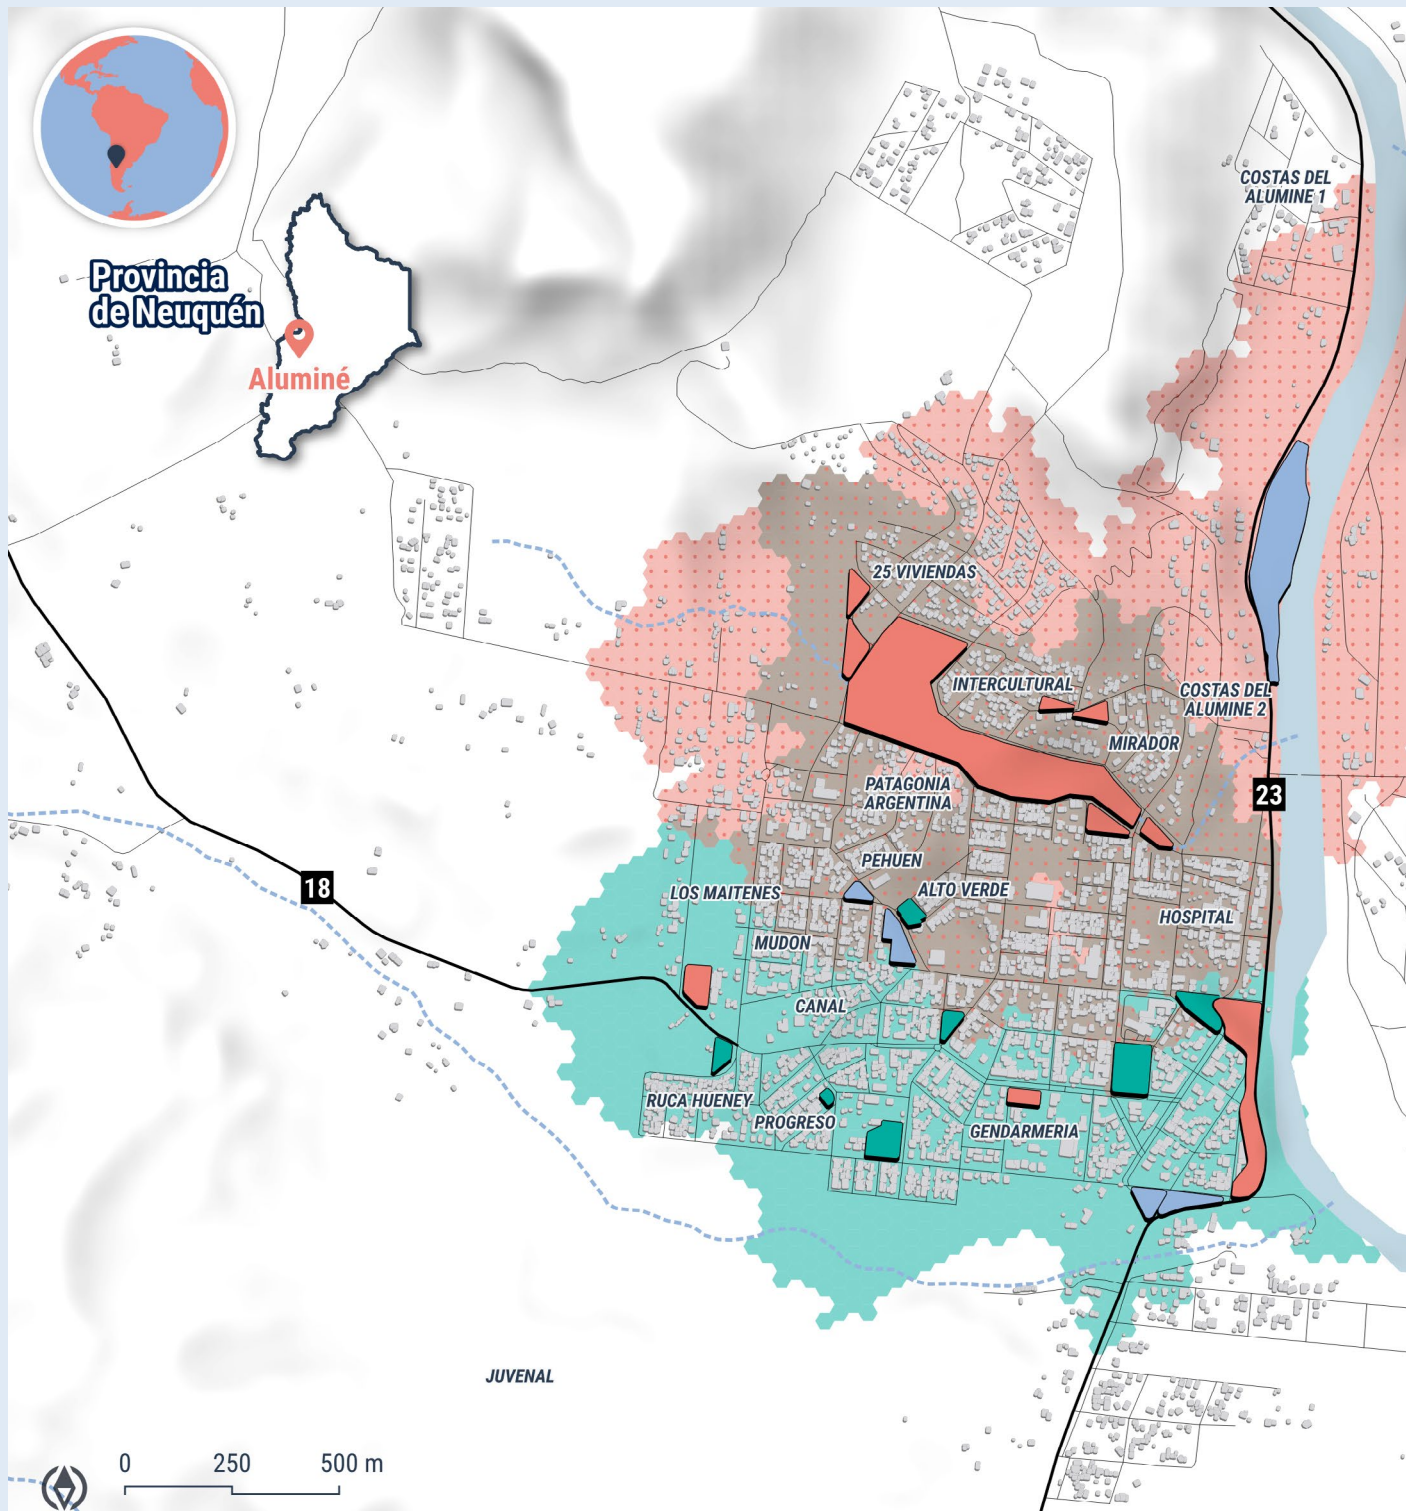 COSTAS DEL
ALUMINE 1
Provincia
de Neuquén
Aluminé
25 VIVIENDAS
INTERCULTURAL
COSTAS DEL
ALUMINE 2
MIRADOR
PATAGONIA
ARGENTINA
23
PEHUEN
18
LOS MAITENES
ALTO VERDE
HOSPITAL
MUDON
CANAL
RUCA HUENEY
PROGRESO
GENDARMERIA
JUVENAL
0 250 500 m